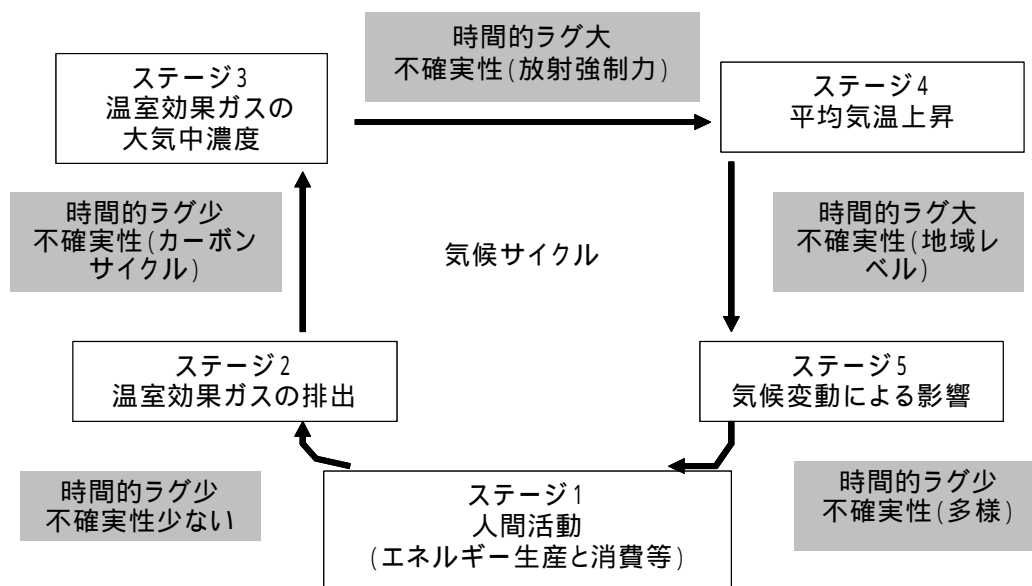 時間的ラグ大
不確実性(放射強制力)
ステージ3
温室効果ガスの
大気中濃度
ステージ4
平均気温上昇
時間的ラグ少
不確実性(カーボン
サイクル)
気候サイクル
時間的ラグ大
不確実性(地域レ
ベル)
ステージ2
温室効果ガスの排出
ステージ5
気候変動による影響
時間的ラグ少
不確実性少ない
ステージ1
人間活動
(エネルギー生産と消費等)
時間的ラグ少
不確実性(多様)